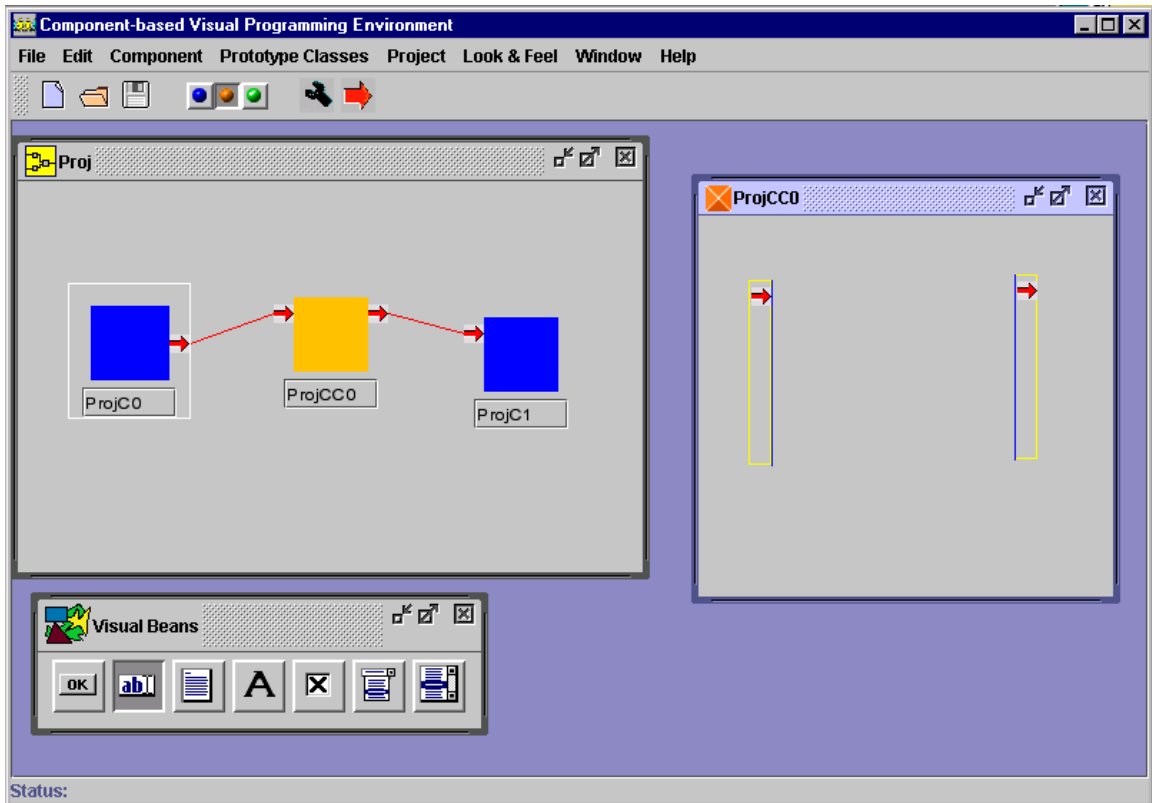 Component-based Visual Programming Environment
File Edit Component Prototype Classes Project Look & Feel Window Help
Proj
ProjCC0
ProjC0
ProjCC0
ProjC1
Visual Beans
OK
ab
A
Status: